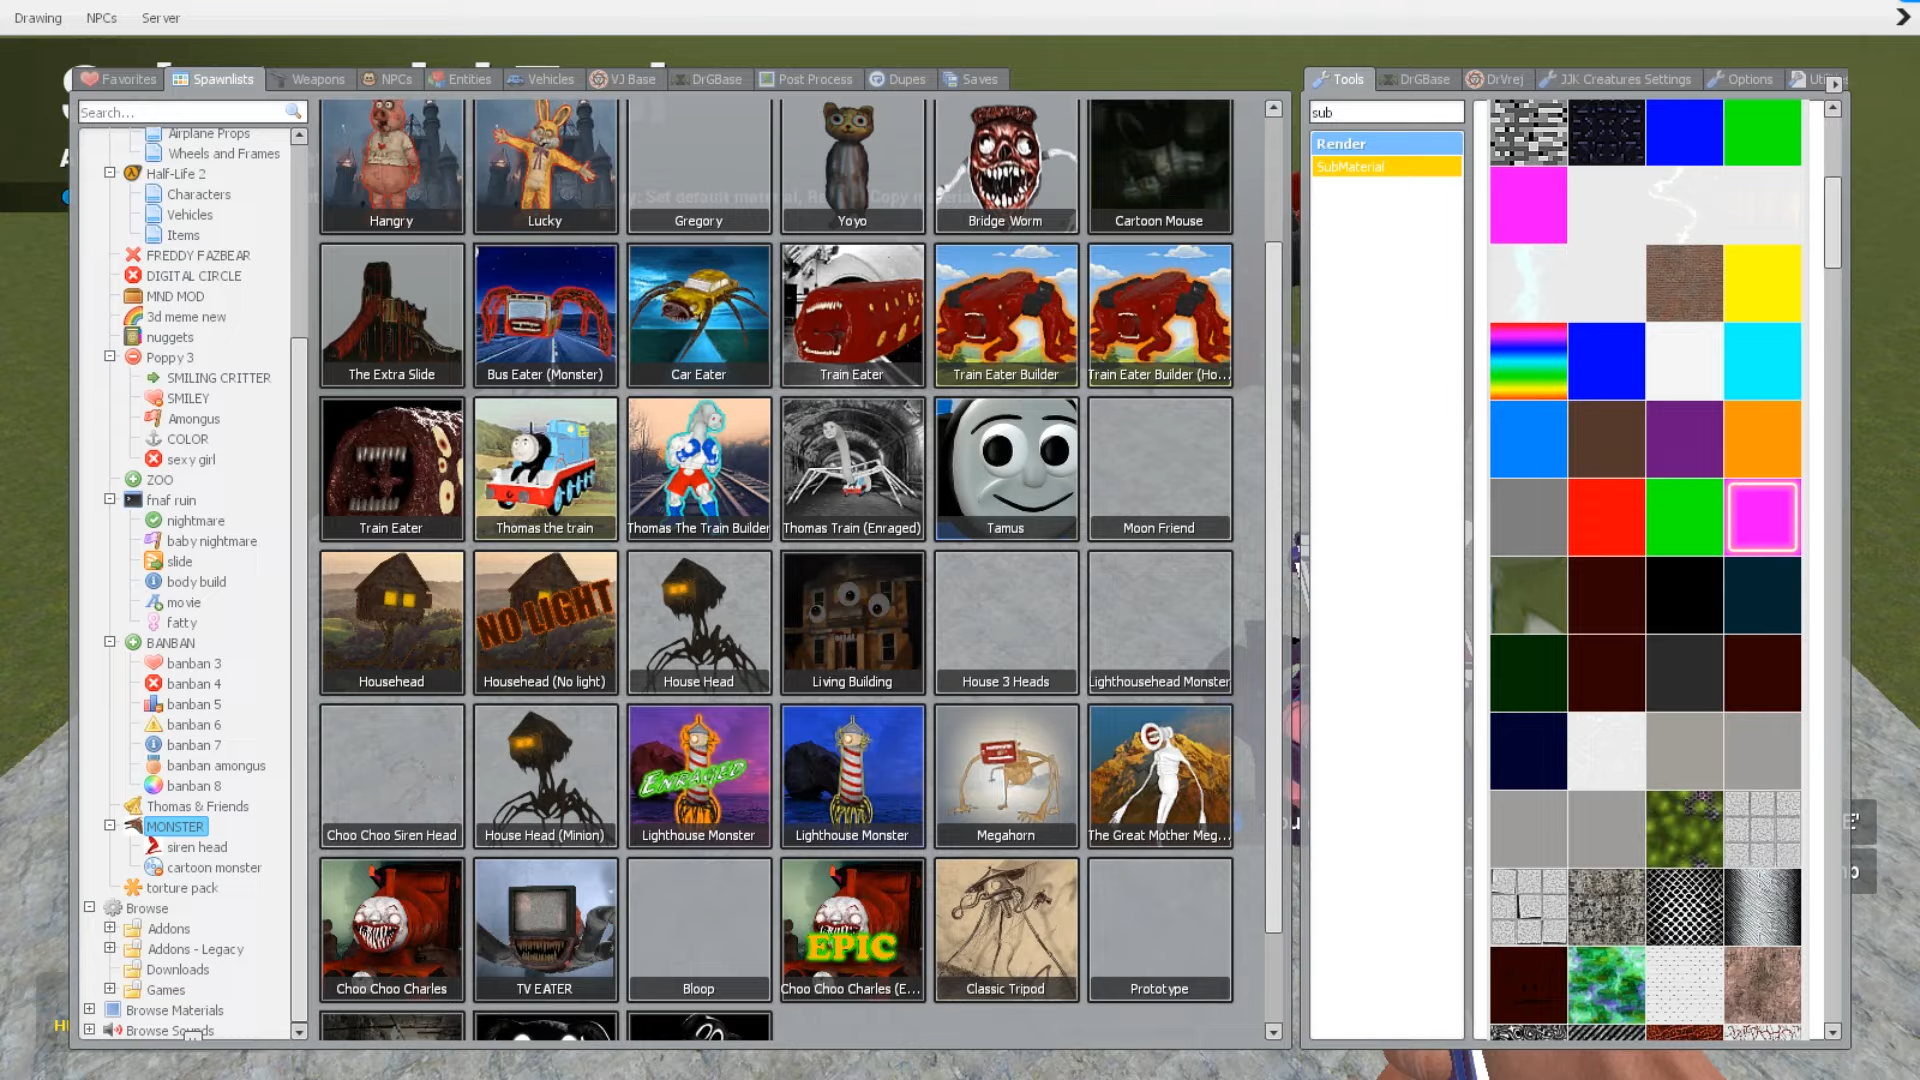 Drawing NPCs Server
Favorites Spawnlists Weapons NPCs Entities Vehicles VJ Base DrGBase Post Process Dupes Saves
Search...
Airplane Props
Wheels and Frames
Half-Life 2
Characters
Vehicles
Items
FREDDY FAZBEAR
DIGITAL CIRCLE
MND MOD
3d meme new
nuggets
Poppy 3
SMILING CRITTER
SMILEY
Amongus
COLOR
sexy girl
ZOO
fnaf ruin
nightmare
baby nightmare
slide
body build
movie
fatty
BANBAN
banban 3
banban 4
banban 5
banban 6
banban 7
banban amongus
banban 8
Thomas & Friends
MONSTER
siren head
cartoon monster
torture pack
Browse
Addons
Addons - Legacy
Downloads
Games
Browse Materials
Browse Sounds
Hangry Lucky Gregory Yoyo Bridge Worm Cartoon Mouse
The Extra Slide Bus Eater (Monster) Car Eater Train Eater Train Eater Builder Train Eater Builder (Ho...
Train Eater Thomas the train Thomas The Train Builder Thomas Train (Enraged) Tamus Moon Friend
NO LIGHT
Househead Househead (No light) House Head Living Building House 3 Heads Lighthousehead Monster
ENRAGED
Choo Choo Siren Head House Head (Minion) Lighthouse Monster Lighthouse Monster Megahorn The Great Mother Meg...
EPIC
Choo Choo Charles TV EATER Bloop Choo Choo Charles (E... Classic Tripod Prototype
Tools DrGBase DrVrej JJK Creatures Settings Options
sub
Render
SubMaterial